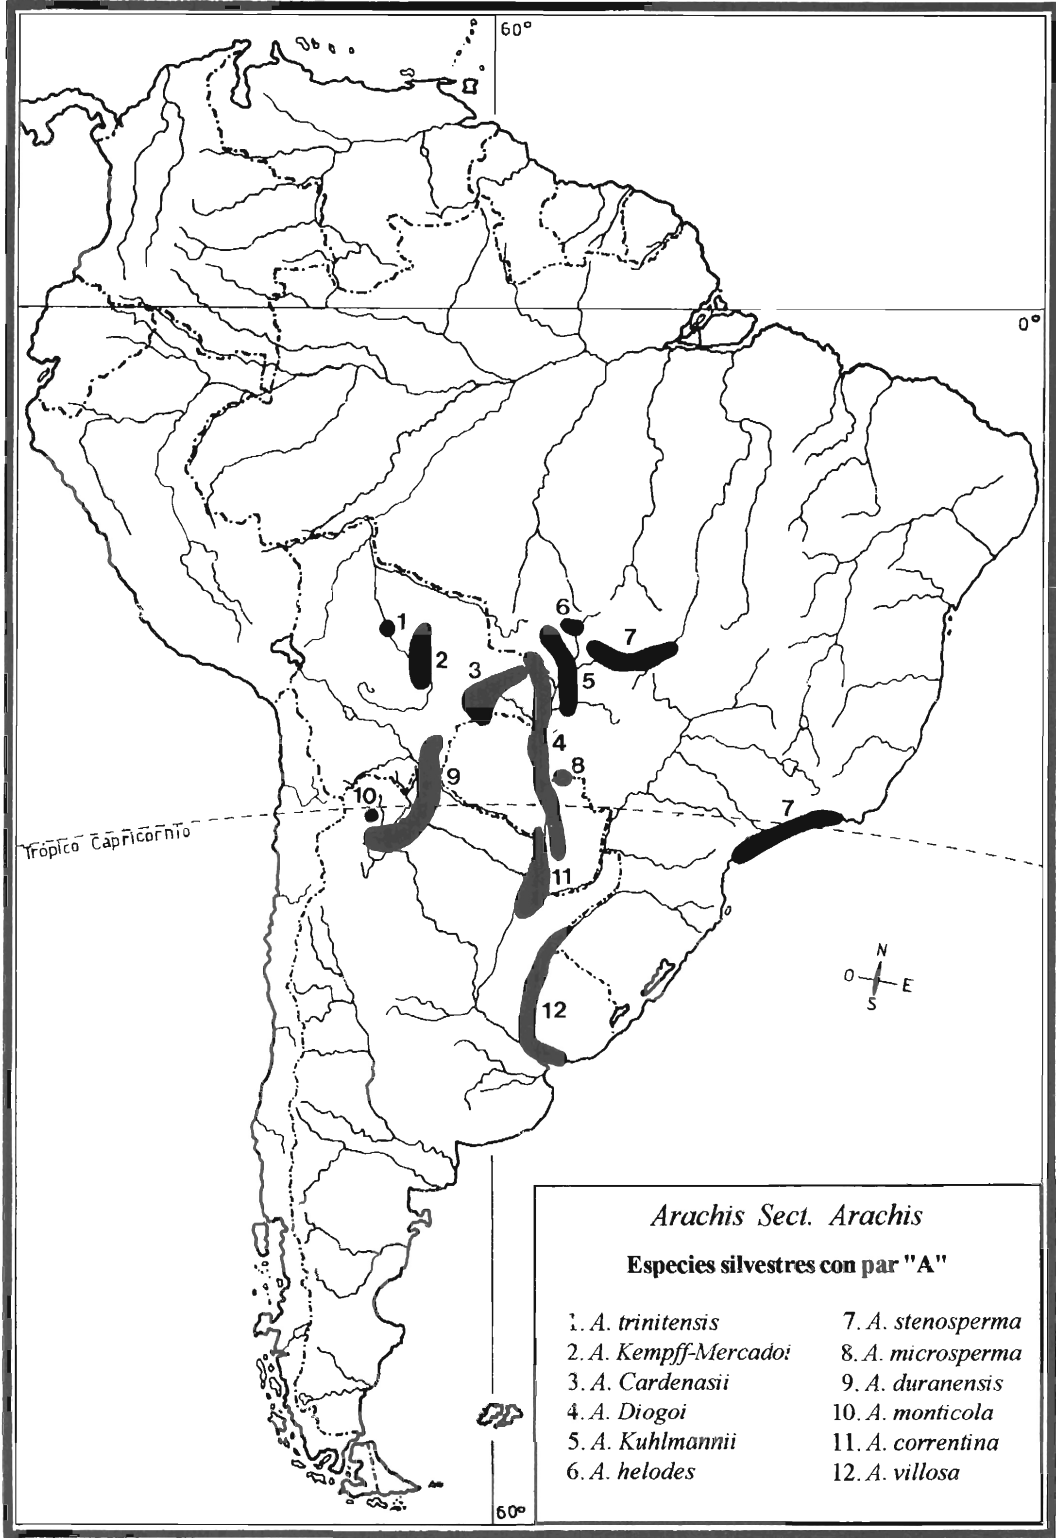 60°
0°
6
1
7
2
3
5
4
8
9
10
7
Trópico Capricornio
11
N
O E
S
12
Arachis Sect. Arachis
Especies silvestres con par "A"
1. A. trinitensis
2. A. Kempff-Mercadoi
3. A. Cardenasii
4. A. Diogoi
5. A. Kuhlmannii
6. A. helodes
7. A. stenosperma
8. A. microsperma
9. A. duranensis
10. A. monticola
11. A. correntina
12. A. villosa
60°